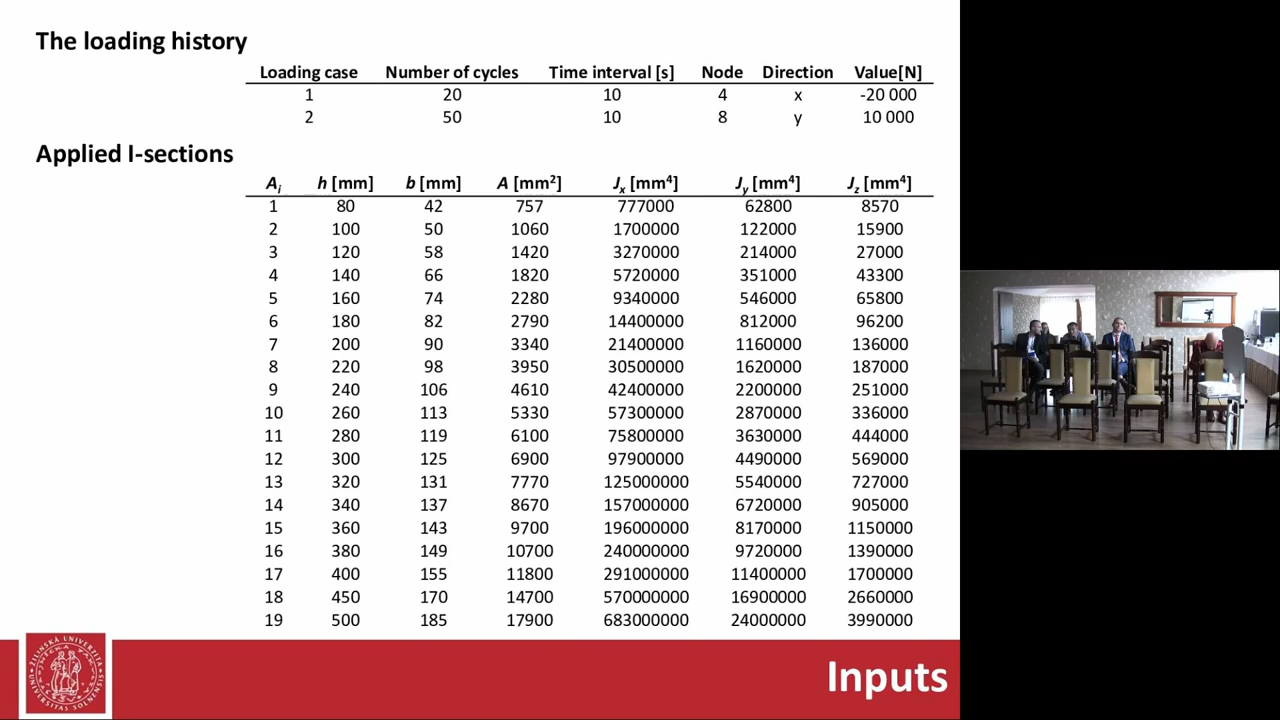 The loading history
Loading case Number of cycles Time interval [s] Node Direction Value[N]
1 20 10 4 x -20 000
2 50 10 8 y 10 000
Applied I-sections
Ai h [mm] b [mm] A [mm2] Jx [mm4] Jy [mm4] Jz [mm4]
1 80 42 757 777000 62800 8570
2 100 50 1060 1700000 122000 15900
3 120 58 1420 3270000 214000 27000
4 140 66 1820 5720000 351000 43300
5 160 74 2280 9340000 546000 65800
6 180 82 2790 14400000 812000 96200
7 200 90 3340 21400000 1160000 136000
8 220 98 3950 30500000 1620000 187000
9 240 106 4610 42400000 2200000 251000
10 260 113 5330 57300000 2870000 336000
11 280 119 6100 75800000 3630000 444000
12 300 125 6900 97900000 4490000 569000
13 320 131 7770 125000000 5540000 727000
14 340 137 8670 157000000 6720000 905000
15 360 143 9700 196000000 8170000 1150000
16 380 149 10700 240000000 9720000 1390000
17 400 155 11800 291000000 11400000 1700000
18 450 170 14700 570000000 16900000 2660000
19 500 185 17900 683000000 24000000 3990000
Inputs